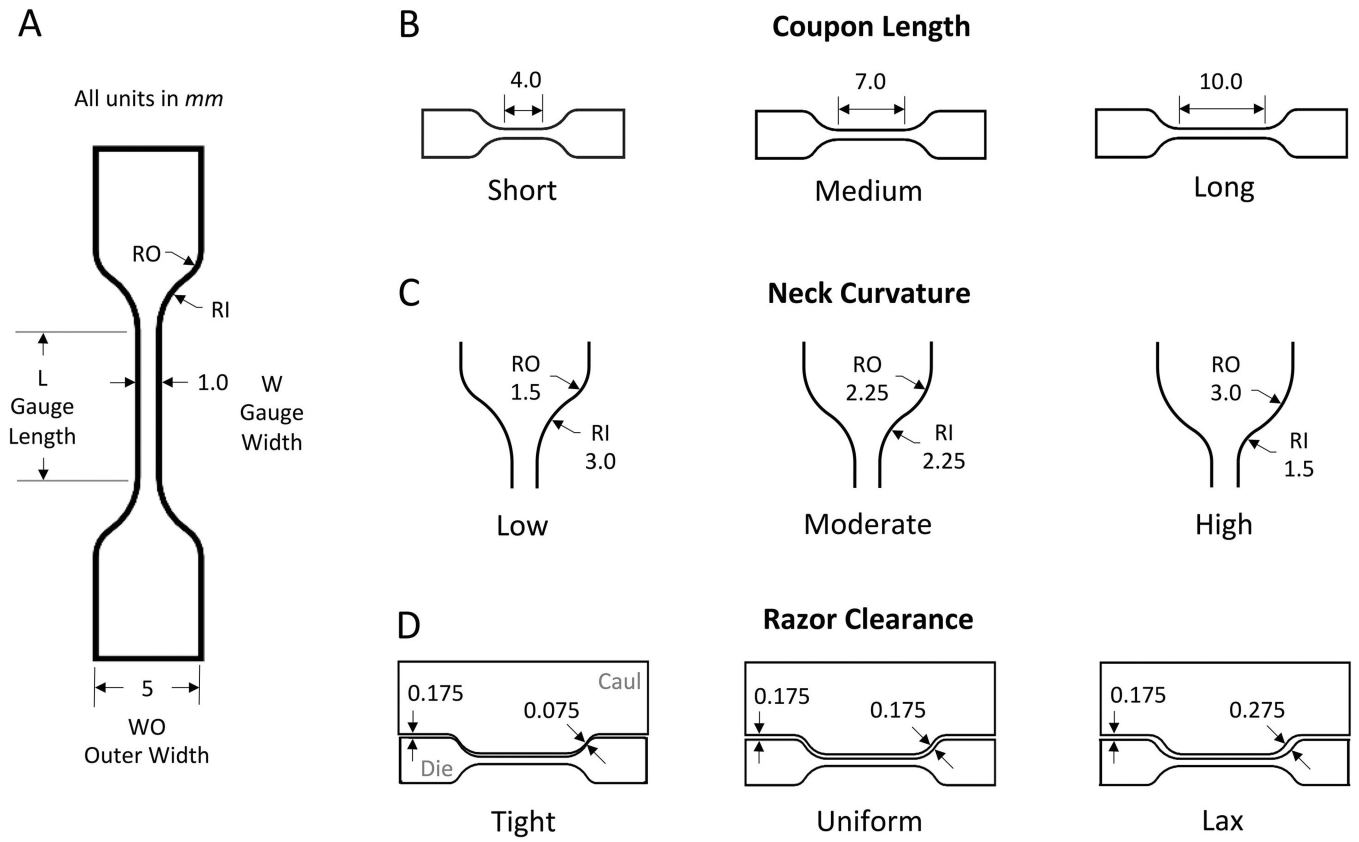 A
All units in mm
RO
RI
L
Gauge
Length
1.0
W
Gauge
Width
5
WO
Outer Width
B
Coupon Length
4.0
7.0
10.0
Short
Medium
Long
C
Neck Curvature
RO
1.5
RI
3.0
RO
2.25
RI
2.25
RO
3.0
RI
1.5
Low
Moderate
High
D
Razor Clearance
0.175
0.075
Caul
Die
0.175
0.175
0.175
0.275
Tight
Uniform
Lax